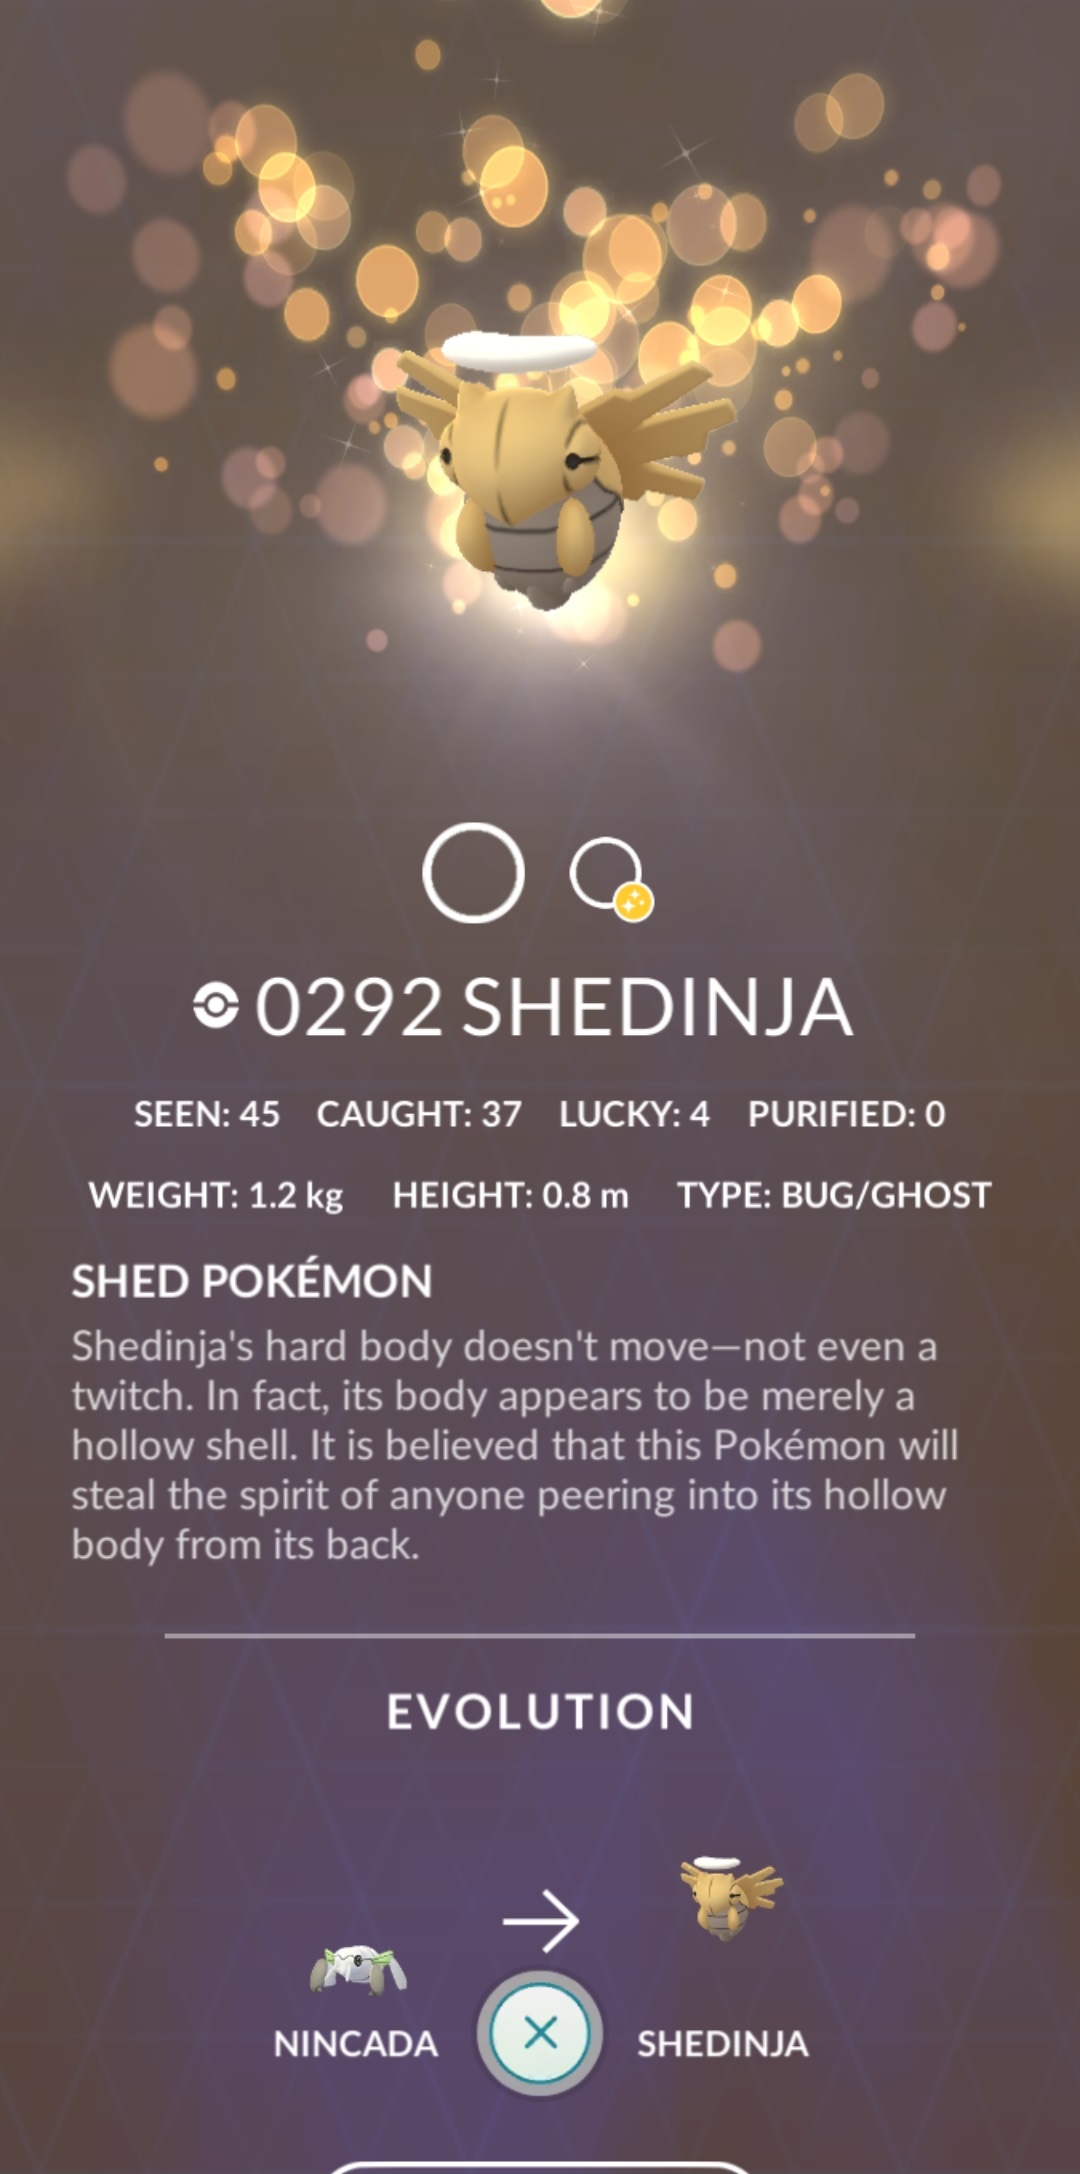 0292 SHEDINJA
SEEN: 45 CAUGHT: 37 LUCKY: 4 PURIFIED: 0
WEIGHT: 1.2 kg HEIGHT: 0.8 m TYPE: BUG/GHOST
SHED POKÉMON
Shedinja's hard body doesn't move—not even a
twitch. In fact, its body appears to be merely a
hollow shell. It is believed that this Pokémon will
steal the spirit of anyone peering into its hollow
body from its back.
EVOLUTION
NINCADA SHEDINJA